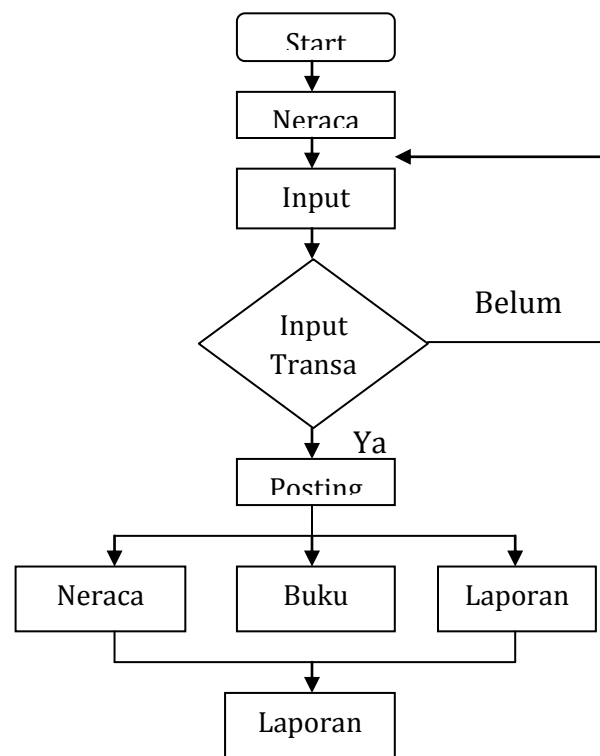 Start
Neraca
Input
Input
Transa
Belum
Ya
Posting
Neraca
Buku
Laporan
Laporan